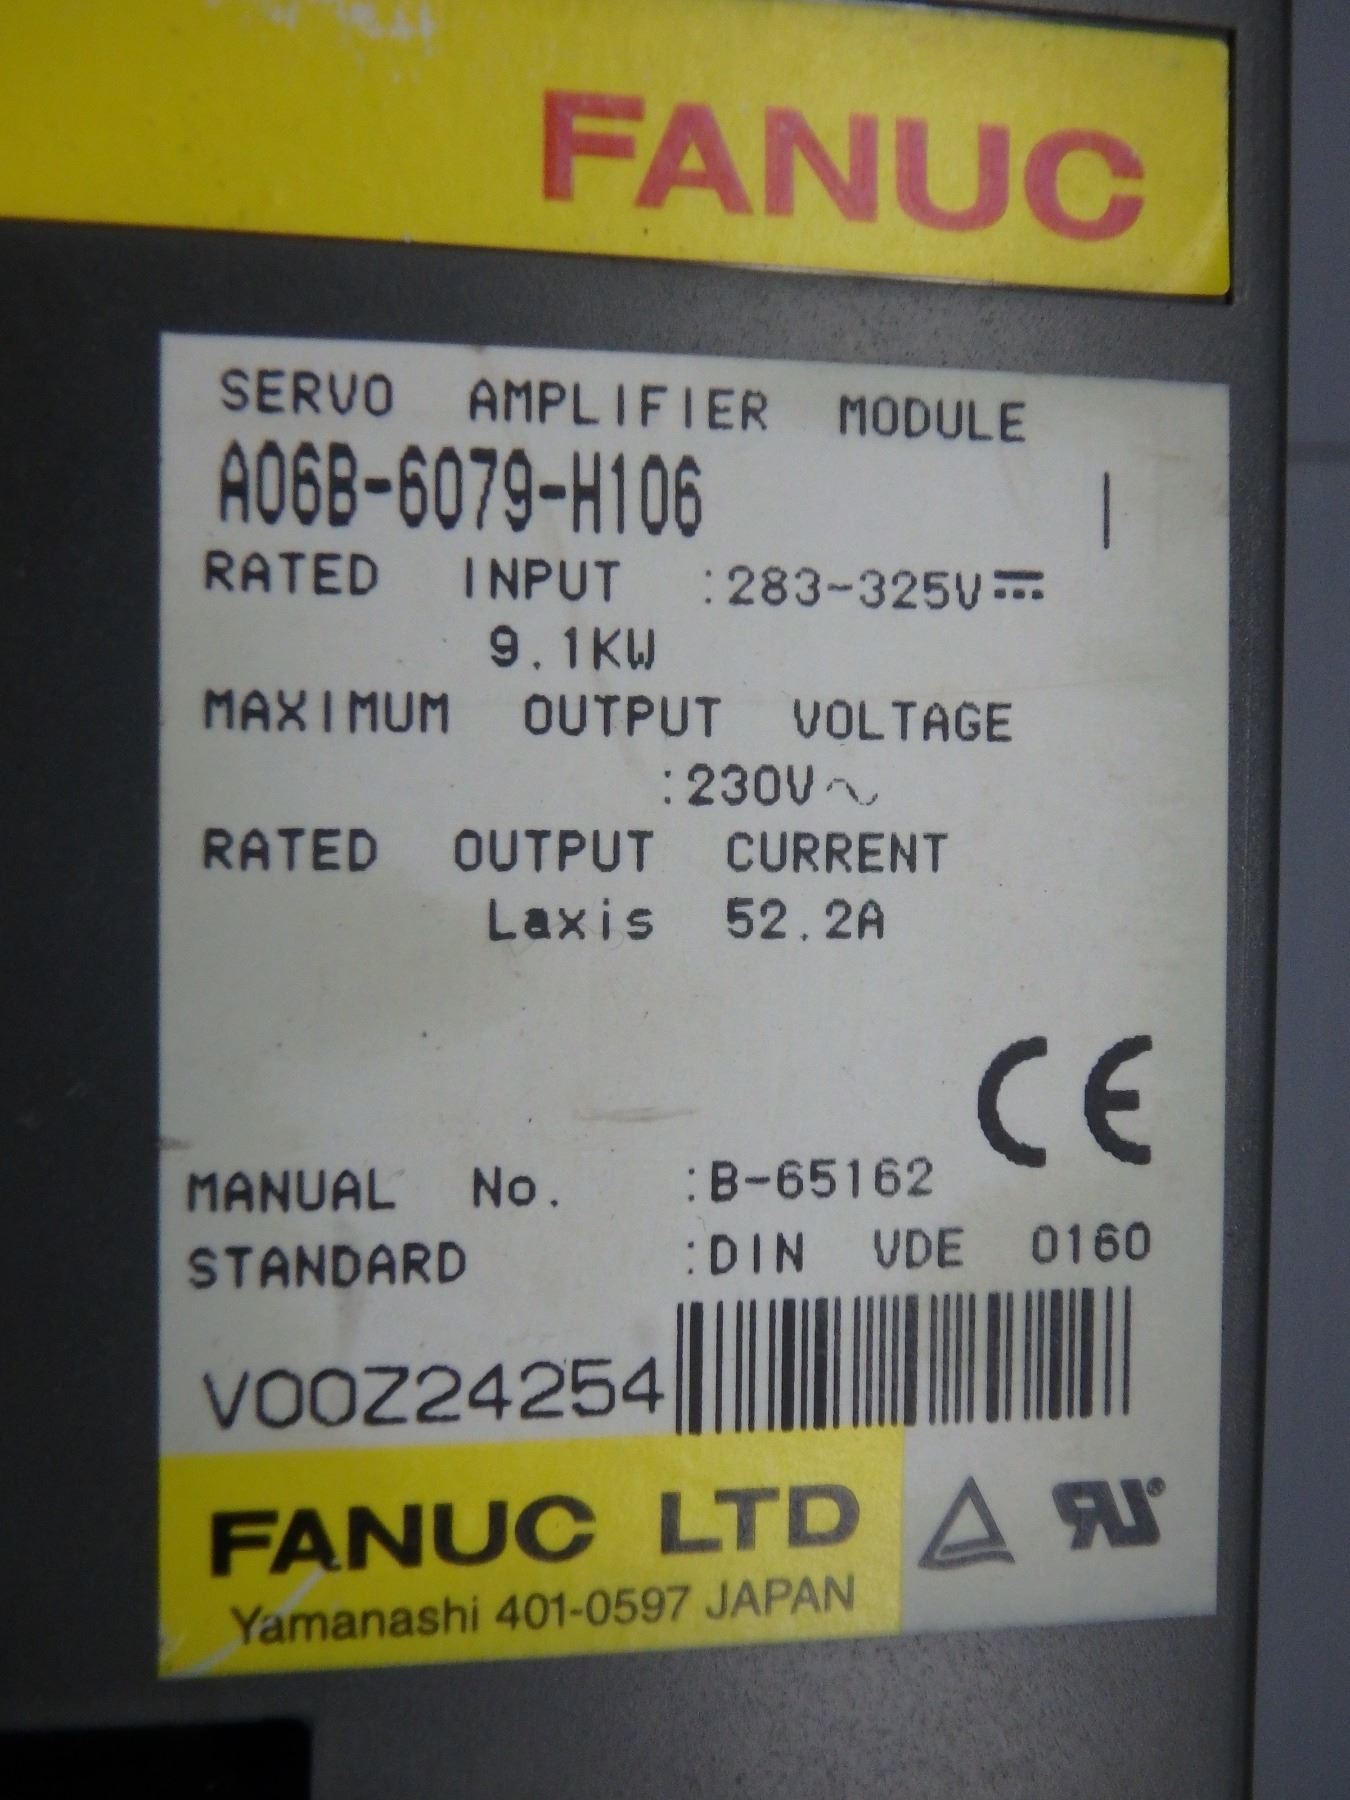 FANUC
SERVO AMPLIFIER MODULE
A06B-6079-H106 |
RATED INPUT :283-325V⎓
9.1KW
MAXIMUM OUTPUT VOLTAGE
:230V∿
RATED OUTPUT CURRENT
Laxis 52.2A
CE
MANUAL No. :B-65162
STANDARD :DIN VDE 0160
V00Z24254
FANUC LTD
Yamanashi 401-0597 JAPAN